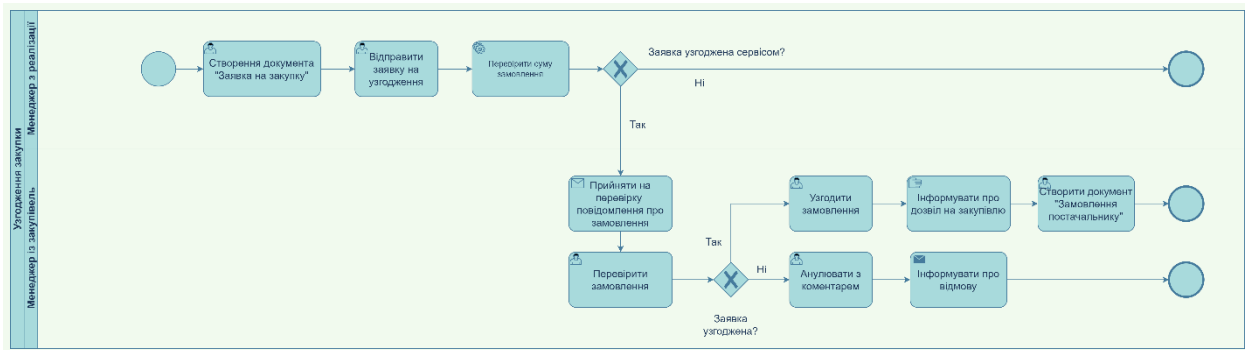 Узгодження закупки
Менеджер з реалізації
Менеджер із закупівель
Створення документа
"Заявка на закупку"
Відправити
заявку на
узгодження
Перевірити суму
замовлення
Заявка узгоджена сервісом?
Ні
Так
Прийняти на
перевірку
повідомлення про
замовлення
Перевірити
замовлення
Заявка
узгоджена?
Так
Узгодити
замовлення
Інформувати про
дозвіл на закупівлю
Створити документ
"Замовлення
постачальнику"
Ні
Анулювати з
коментарем
Інформувати про
відмову